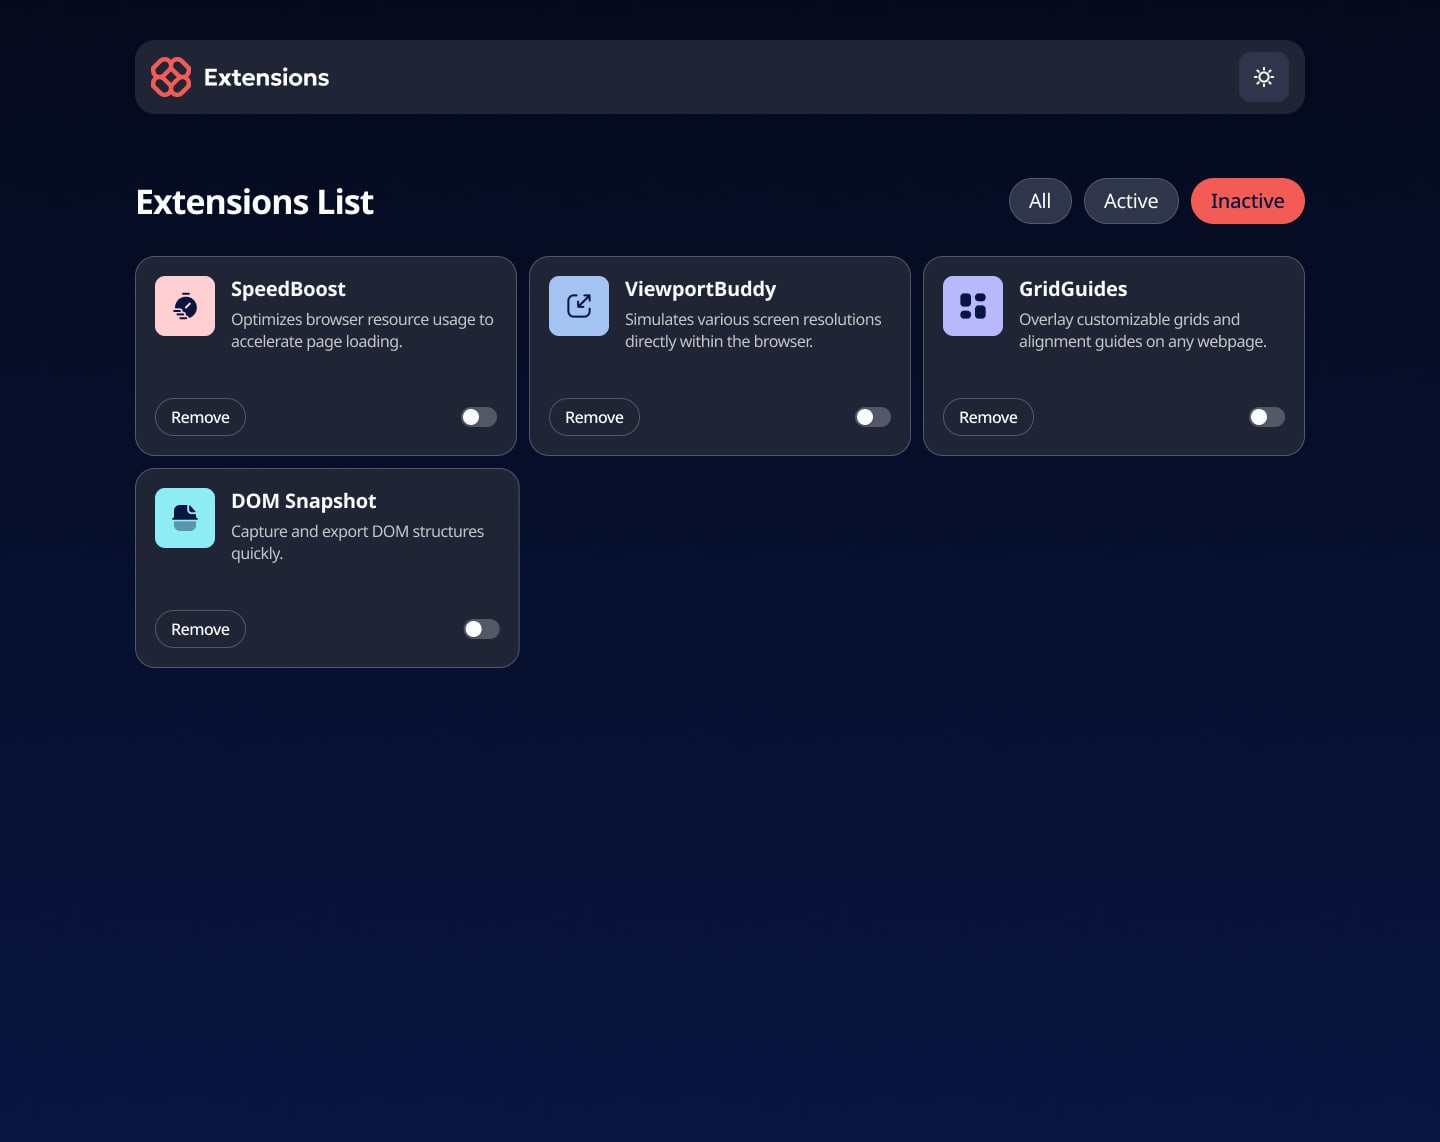 Extensions
Extensions List
All
Active
Inactive
SpeedBoost
Optimizes browser resource usage to
accelerate page loading.
Remove
ViewportBuddy
Simulates various screen resolutions
directly within the browser.
Remove
GridGuides
Overlay customizable grids and
alignment guides on any webpage.
Remove
DOM Snapshot
Capture and export DOM structures
quickly.
Remove